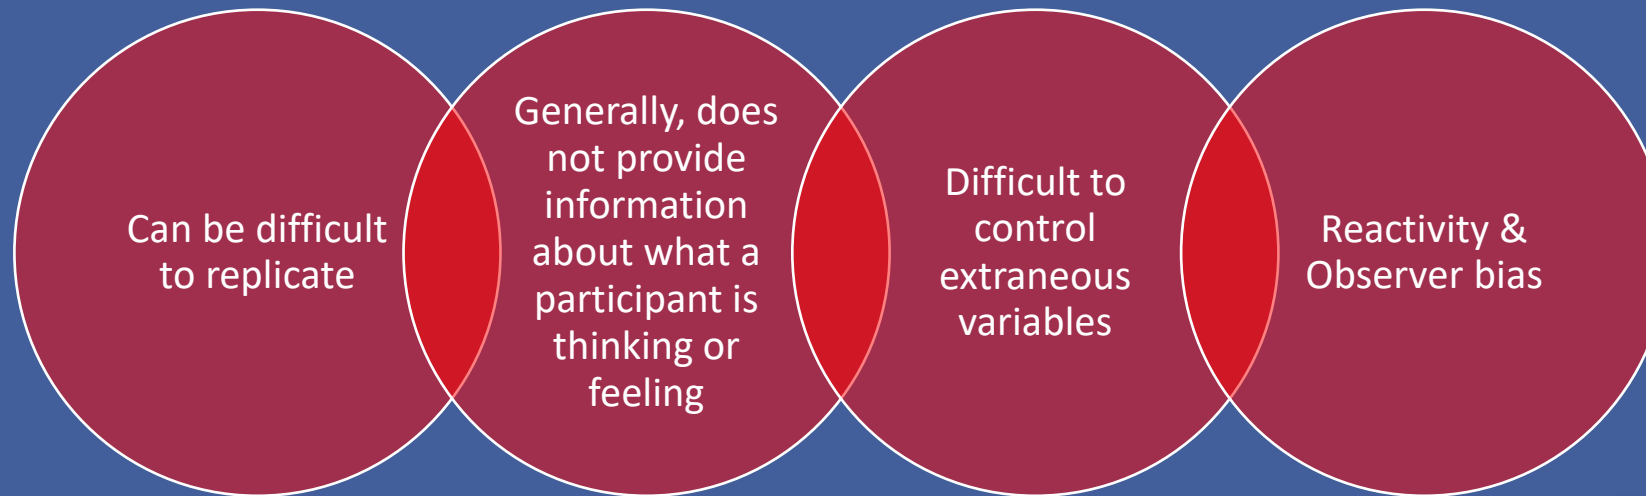 Can be difficult
to replicate
Generally, does
not provide
information
about what a
participant is
thinking or
feeling
Difficult to
control
extraneous
variables
Reactivity &
Observer bias